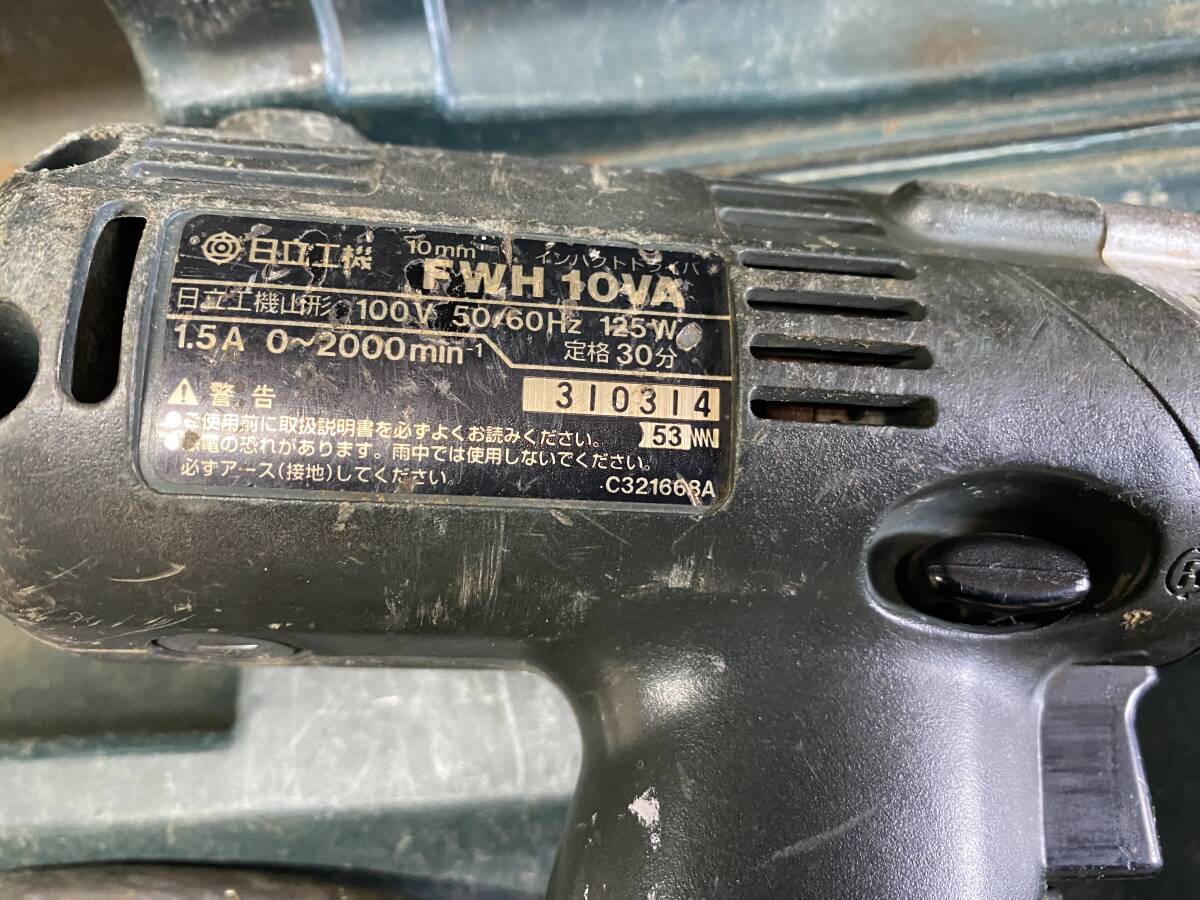 日立工機
10mm インパクトドライバ
FWH 10VA
日立工機山形 100V 50/60Hz 125W
1.5A 0~2000min⁻¹ 定格 30分
警告
310314
ご使用前に取扱説明書を必ずよくお読みください。
53 WW
感電の恐れがあります。雨中では使用しないでください。
必ずアース(接地)してください。
C321668A